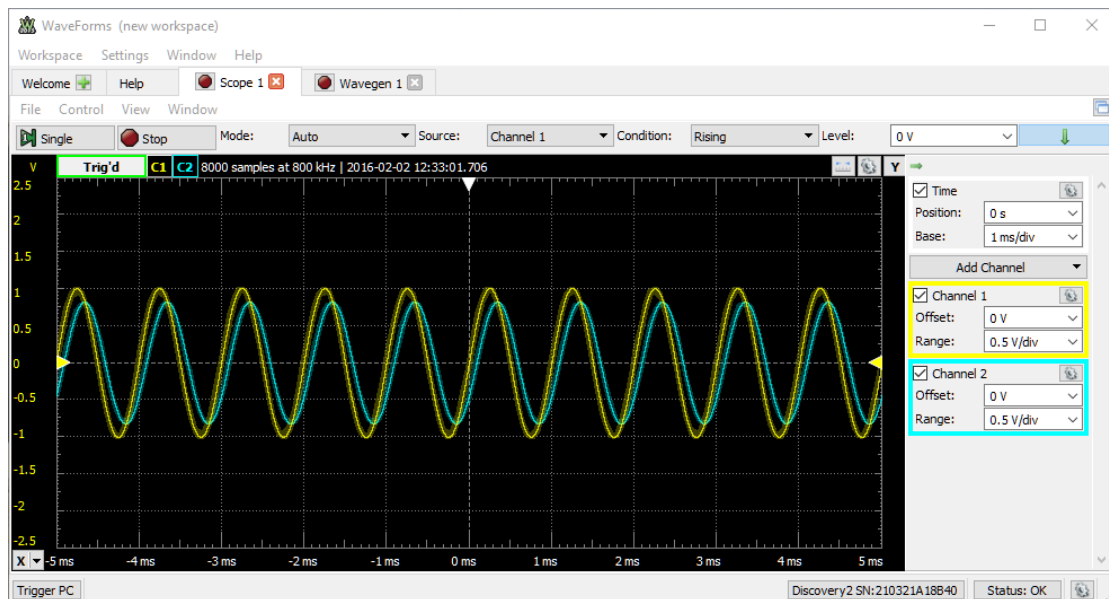 WaveForms (new workspace)
Workspace Settings Window Help
Welcome Help Scope 1 Wavegen 1
File Control View Window
Single Stop Mode: Auto Source: Channel 1 Condition: Rising Level: 0 V
V Trig'd C1 C2 8000 samples at 800 kHz | 2016-02-02 12:33:01.706 Y
2.5
2
1.5
1
0.5
0
-0.5
-1
-1.5
-2
-2.5
X -5 ms -4 ms -3 ms -2 ms -1 ms 0 ms 1 ms 2 ms 3 ms 4 ms 5 ms
Time
Position: 0 s
Base: 1 ms/div
Add Channel
Channel 1
Offset: 0 V
Range: 0.5 V/div
Channel 2
Offset: 0 V
Range: 0.5 V/div
Trigger PC Discovery2 SN:210321A18B40 Status: OK